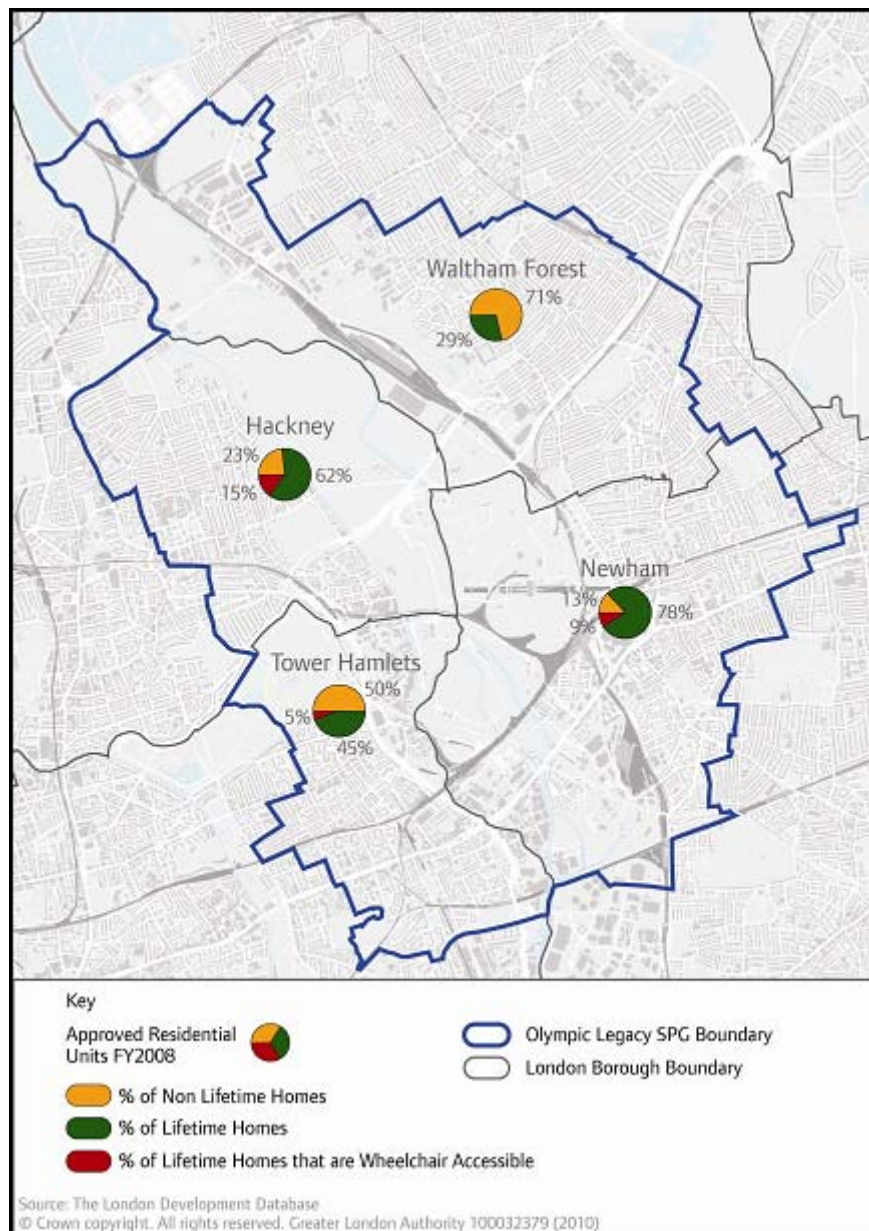 Waltham Forest
71%
29%
Hackney
23%
62%
15%
Newham
13%
78%
9%
Tower Hamlets
50%
5%
45%
Key
Approved Residential
Units FY2008
Olympic Legacy SPG Boundary
London Borough Boundary
% of Non Lifetime Homes
% of Lifetime Homes
% of Lifetime Homes that are Wheelchair Accessible
Source: The London Development Database
© Crown copyright. All rights reserved. Greater London Authority 100032379 (2010)